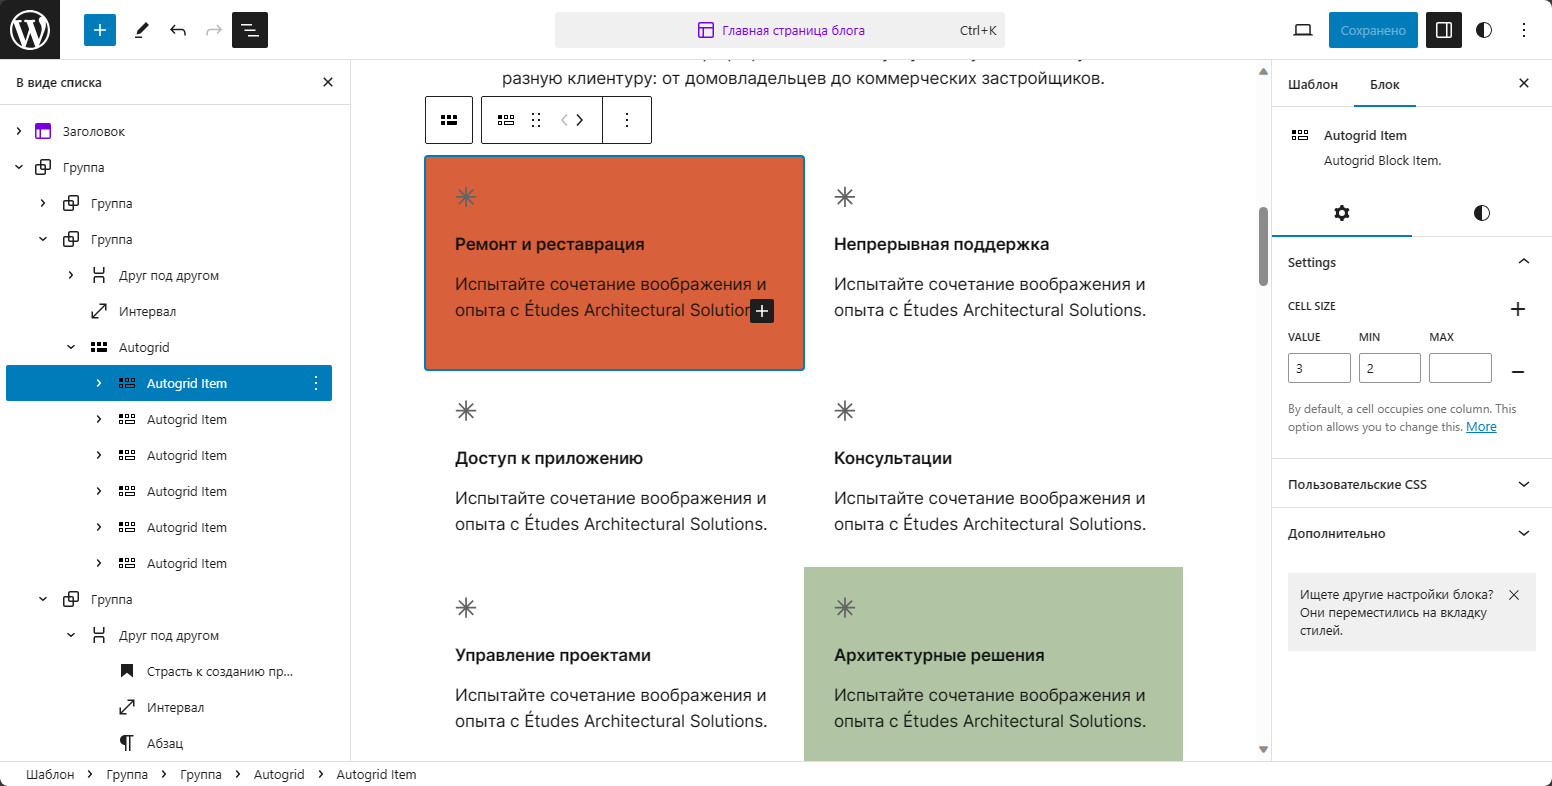 Главная страница блога
Ctrl+K
Сохранено
В виде списка
Заголовок
Группа
Группа
Группа
Друг под другом
Интервал
Autogrid
Autogrid Item
Autogrid Item
Autogrid Item
Autogrid Item
Autogrid Item
Autogrid Item
Группа
Друг под другом
Страсть к созданию пр...
Интервал
Абзац
разную клиентуру: от домовладельцев до коммерческих застройщиков.
Ремонт и реставрация
Испытайте сочетание воображения и
опыта с Études Architectural Solution
Непрерывная поддержка
Испытайте сочетание воображения и
опыта с Études Architectural Solutions.
Доступ к приложению
Испытайте сочетание воображения и
опыта с Études Architectural Solutions.
Консультации
Испытайте сочетание воображения и
опыта с Études Architectural Solutions.
Управление проектами
Испытайте сочетание воображения и
опыта с Études Architectural Solutions.
Архитектурные решения
Испытайте сочетание воображения и
опыта с Études Architectural Solutions.
Шаблон
Блок
Autogrid Item
Autogrid Block Item.
Settings
CELL SIZE
VALUE
MIN
MAX
3
2
By default, a cell occupies one column. This
option allows you to change this. More
Пользовательские CSS
Дополнительно
Ищете другие настройки блока?
Они переместились на вкладку
стилей.
Шаблон > Группа > Группа > Autogrid > Autogrid Item